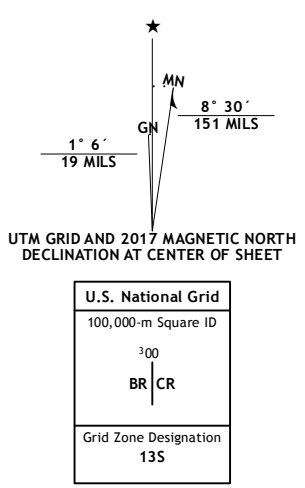 ★
MN
GN
8° 30´
151 MILS
1° 6´
19 MILS
UTM GRID AND 2017 MAGNETIC NORTH
DECLINATION AT CENTER OF SHEET
U.S. National Grid
100,000-m Square ID
³00
BR CR
Grid Zone Designation
13S